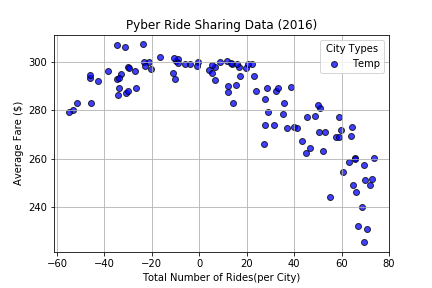 Pyber Ride Sharing Data (2016)
City Types
Temp
Average Fare ($)
300
280
260
240
−60 −40 −20 0 20 40 60 80
Total Number of Rides(per City)